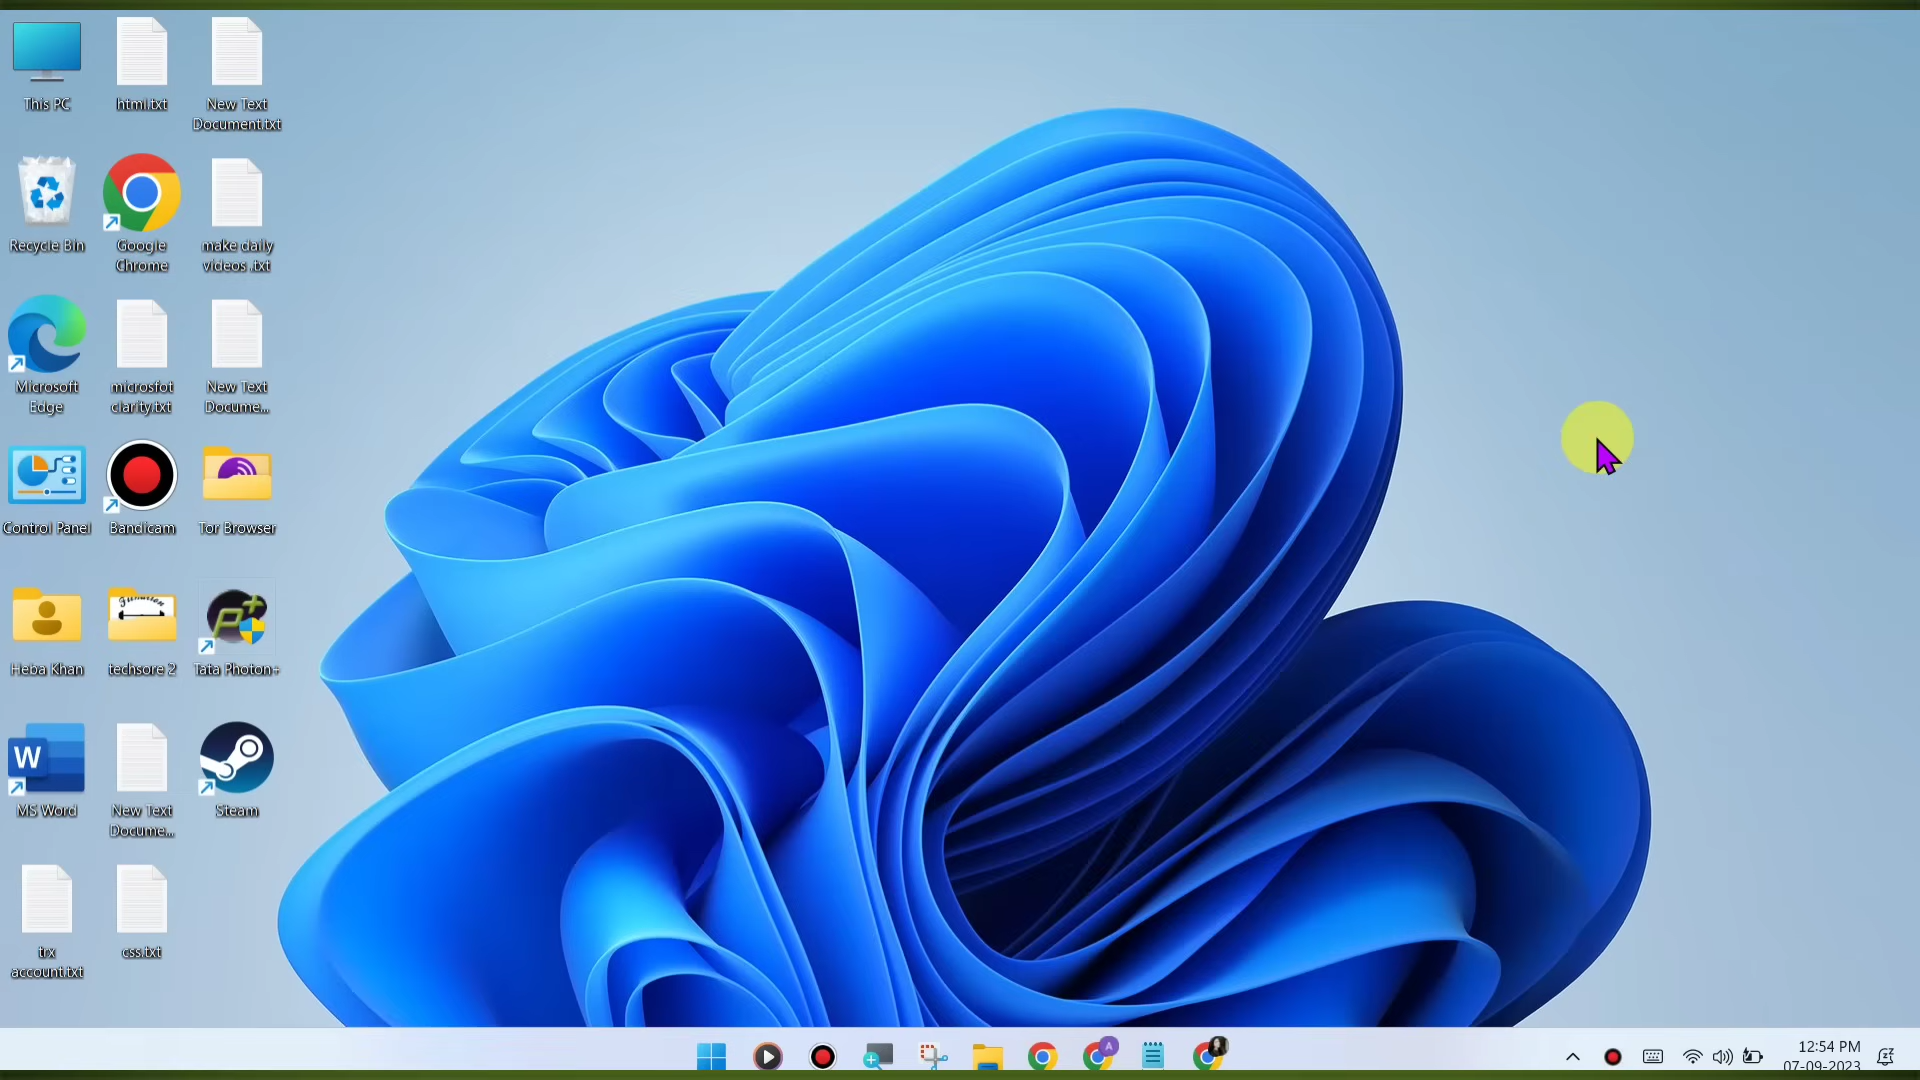 This PC
html.txt
New Text
Document.txt
Recycle Bin
Google
Chrome
make daily
videos .txt
Microsoft
Edge
microsfot
clarity.txt
New Text
Docume...
Control Panel
Bandicam
Tor Browser
Heba Khan
techsore 2
Tata Photon+
MS Word
New Text
Docume...
Steam
trx
account.txt
css.txt
12:54 PM
07-09-2023